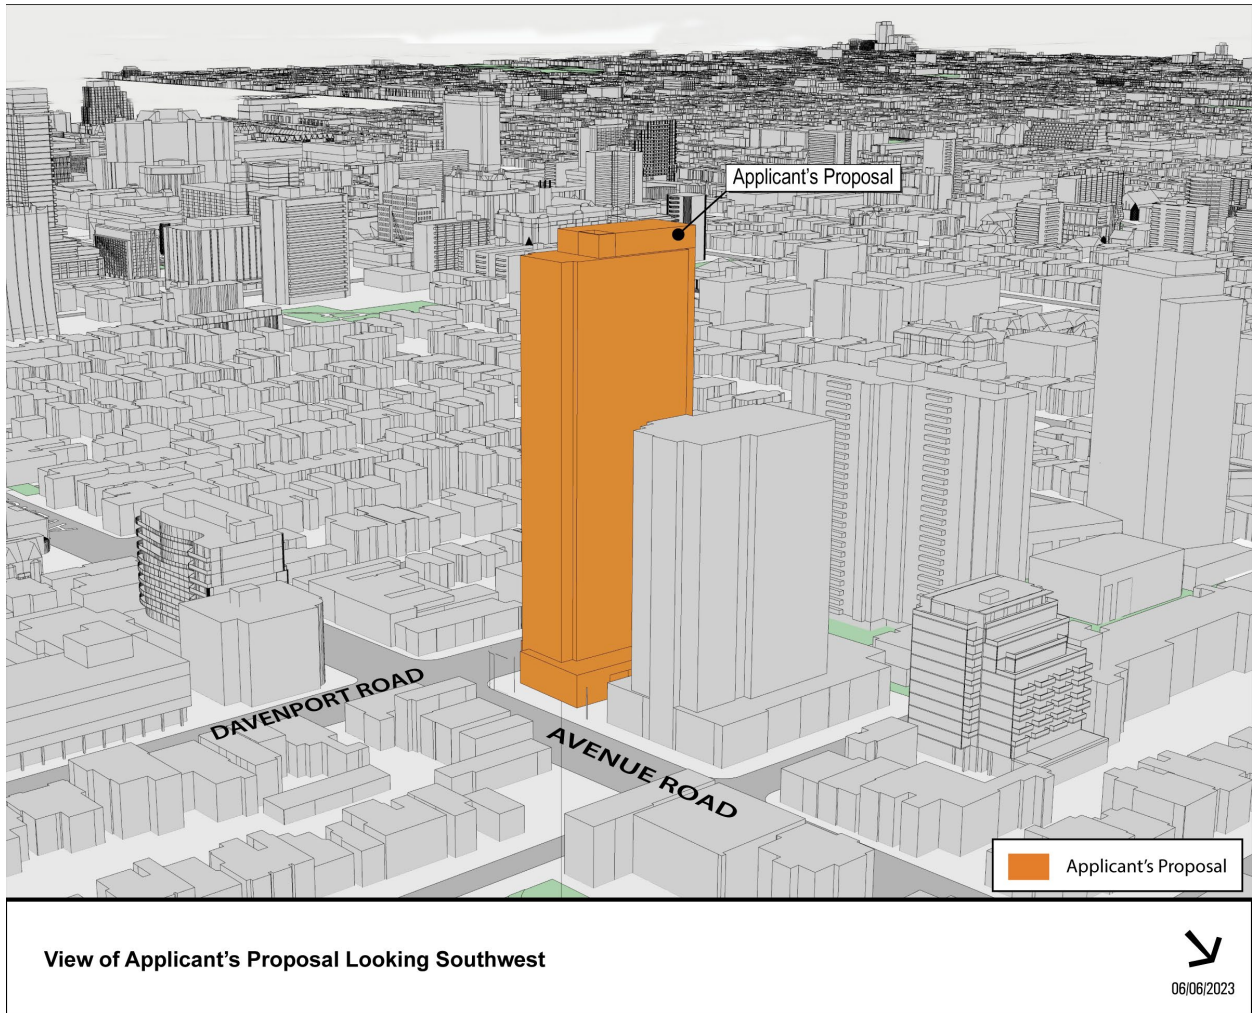 Applicant's Proposal
DAVENPORT ROAD
AVENUE ROAD
Applicant's Proposal
View of Applicant's Proposal Looking Southwest
06/06/2023